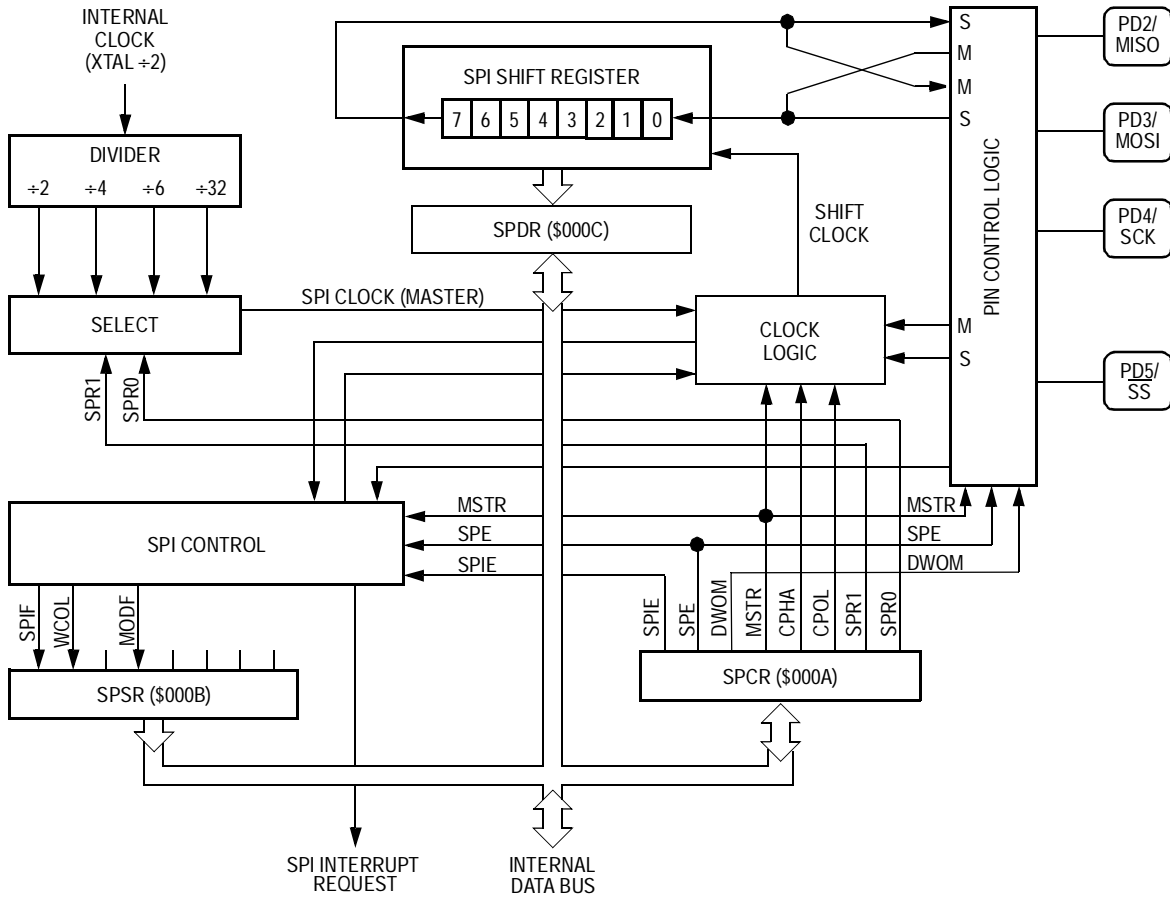 INTERNAL
CLOCK
(XTAL ÷2)
DIVIDER
÷2 ÷4 ÷6 ÷32
SELECT
SPR1
SPR0
SPI CLOCK (MASTER)
SPI SHIFT REGISTER
7 6 5 4 3 2 1 0
SPDR ($000C)
SHIFT
CLOCK
CLOCK
LOGIC
S
M
M
S
M
S
PIN CONTROL LOGIC
PD2/
MISO
PD3/
MOSI
PD4/
SCK
PD5/
SS
SPI CONTROL
MSTR
SPE
SPIE
MSTR
SPE
DWOM
SPIF
WCOL
MODF
SPSR ($000B)
SPIE
SPE
DWOM
MSTR
CPHA
CPOL
SPR1
SPR0
SPCR ($000A)
SPI INTERRUPT
REQUEST
INTERNAL
DATA BUS